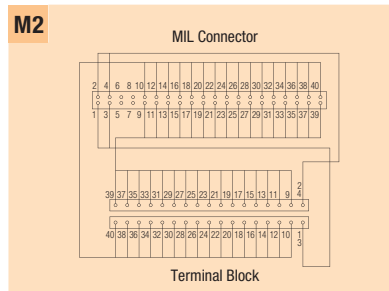 M2
MIL Connector
2 4 6 8 10 12 14 16 18 20 22 24 26 28 30 32 34 36 38 40
1 3 5 7 9 11 13 15 17 19 21 23 25 27 29 31 33 35 37 39
2
39 37 35 33 31 29 27 25 23 21 19 17 15 13 11 9 4
40 38 36 34 32 30 28 26 24 22 20 18 16 14 12 10 1
3
Terminal Block